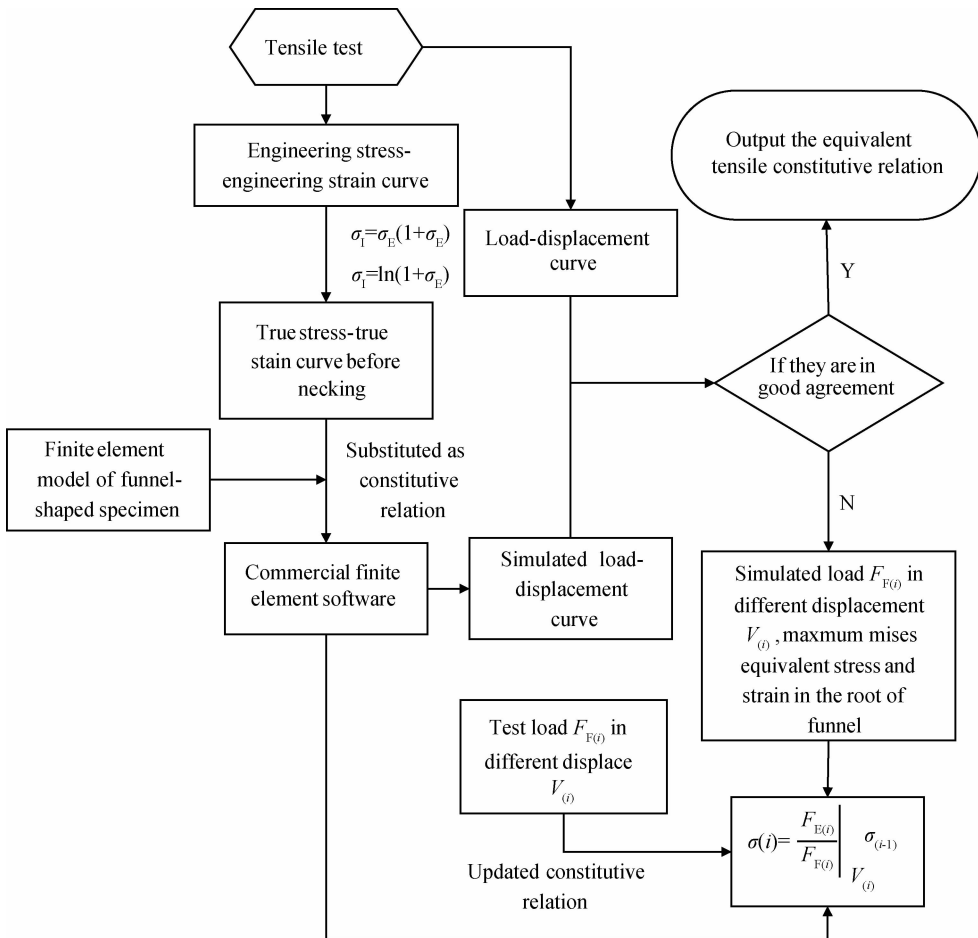 Tensile test
Engineering stress-
engineering strain curve
σI=σE(1+σE)
σI=ln(1+σE)
True stress-true
stain curve before
necking
Finite element
model of funnel-
shaped specimen
Substituted as
constitutive
relation
Commercial finite
element software
Load-displacement
curve
Simulated load-
displacement
curve
Output the equivalent
tensile constitutive relation
Y
If they are in
good agreement
N
Simulated load FF(i) in
different displacement
V(i) ,maxmum mises
equivalent stress and
strain in the root of
funnel
Test load FF(i) in
different displace
V(i)
Updated constitutive
relation
σ(i)= FE(i)/FF(i) | V(i) σ(i-1)